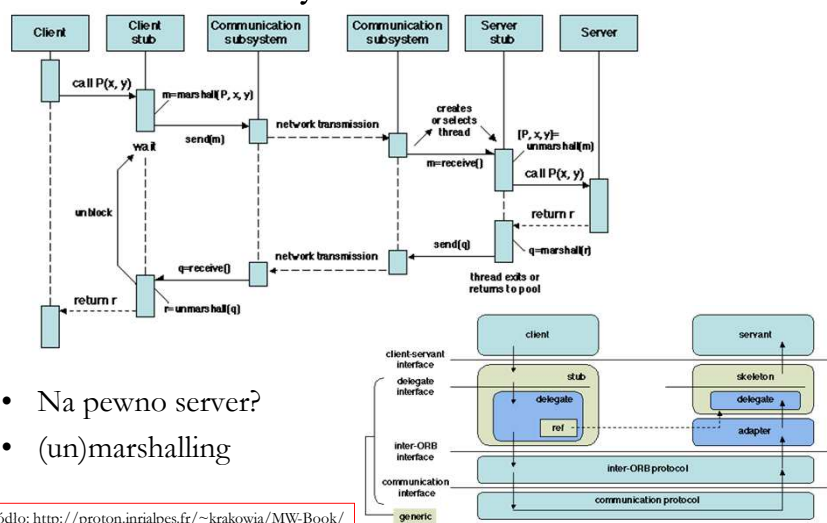 Client
Client stub
Communication subsystem
Communication subsystem
Server stub
Server
call P(x, y)
m=marshall(P, x, y)
send(m)
network transmission
creates
or selects
thread
m=receive()
[P, x, y]=
unmarshall(m)
call P(x, y)
wait
unblock
return r
q=marshall(r)
send(q)
network transmission
q=receive()
thread exits or
returns to pool
return r
r=unmarshall(q)
• Na pewno server?
• (un)marshalling
client
servant
client-servant
interface
stub
skeleton
delegate
interface
delegate
delegate
ref
adapter
inter-ORB
interface
inter-ORB protocol
communication
interface
communication protocol
generic
ódło: http://proton.inrialpes.fr/~krakowia/MW-Book/